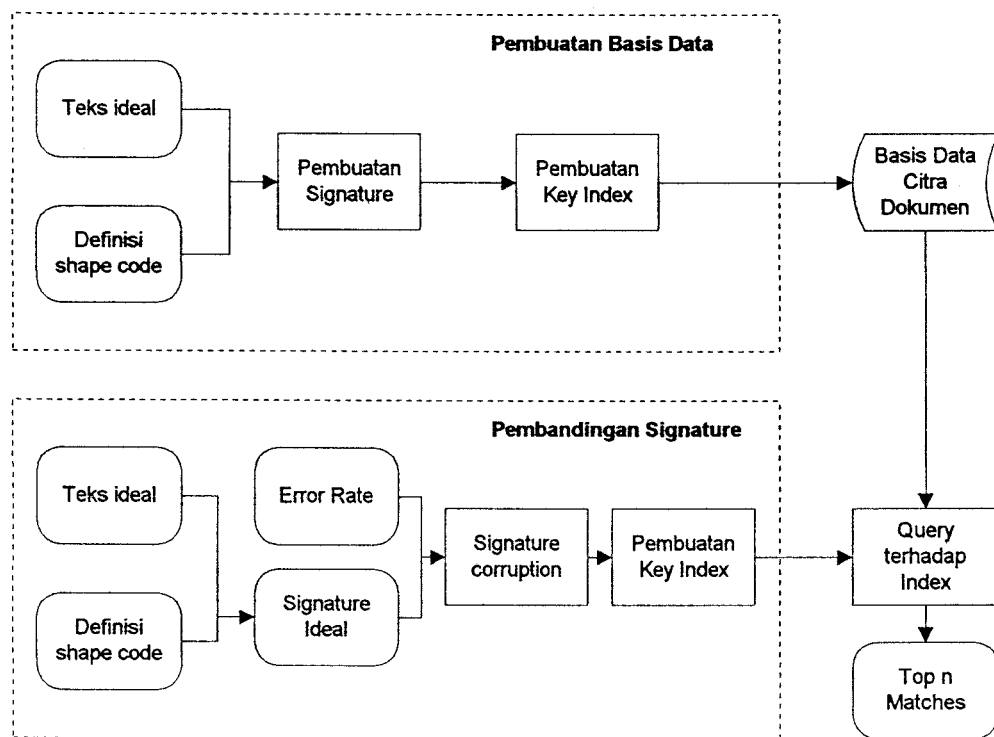 Pembuatan Basis Data
Teks ideal
Definisi
shape code
Pembuatan
Signature
Pembuatan
Key Index
Basis Data
Citra
Dokumen
Pembandingan Signature
Teks ideal
Definisi
shape code
Error Rate
Signature
Ideal
Signature
corruption
Pembuatan
Key Index
Query
terhadap
Index
Top n
Matches